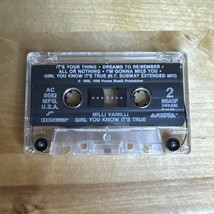 IT'S YOUR THING • DREAMS TO REMEMBER •
ALL OR NOTHING • I'M GONNA MISS YOU •
GIRL YOU KNOW IT'S TRUE (N.Y. SUBWAY EXTENDED MIX)
AC
8592
MFG.
U.S.A.
2
MILLI VANILLI
GIRL YOU KNOW IT'S TRUE